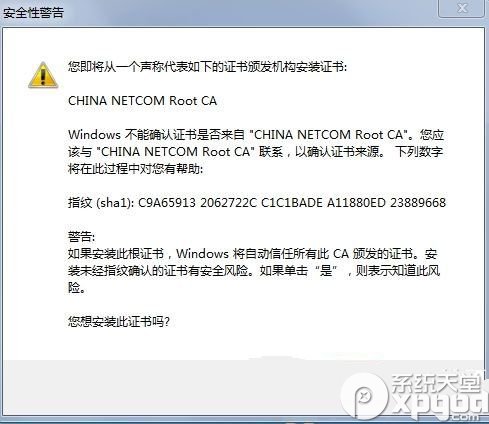 安全性警告
您即将从一个声称代表如下的证书颁发机构安装证书:
CHINA NETCOM Root CA
Windows 不能确认证书是否来自 "CHINA NETCOM Root CA"。您应
该与 "CHINA NETCOM Root CA" 联系，以确认证书来源。 下列数字
将在此过程中对您有帮助:
指纹 (sha1): C9A65913 2062722C C1C1BADE A11880ED 23889668
警告:
如果安装此根证书，Windows 将自动信任所有此 CA 颁发的证书。安
装未经指纹确认的证书有安全风险。如果单击“是”，则表示知道此风
险。
您想安装此证书吗?
系统天堂
.com